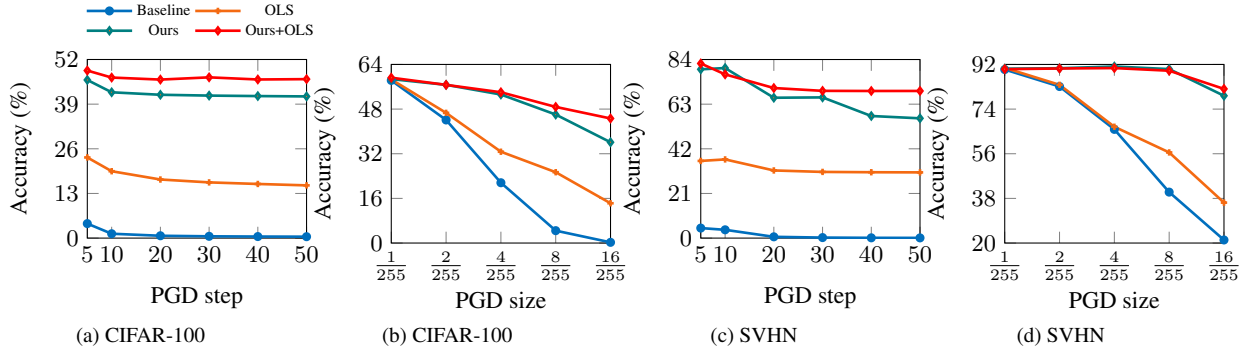 Baseline OLS
Ours Ours+OLS
52
39
26
13
0
5 10 20 30 40 50
Accuracy (%)
PGD step
(a) CIFAR-100
64
48
32
16
0
1/255 2/255 4/255 8/255 16/255
Accuracy (%)
PGD size
(b) CIFAR-100
84
63
42
21
0
5 10 20 30 40 50
Accuracy (%)
PGD step
(c) SVHN
92
74
56
38
20
1/255 2/255 4/255 8/255 16/255
Accuracy (%)
PGD size
(d) SVHN